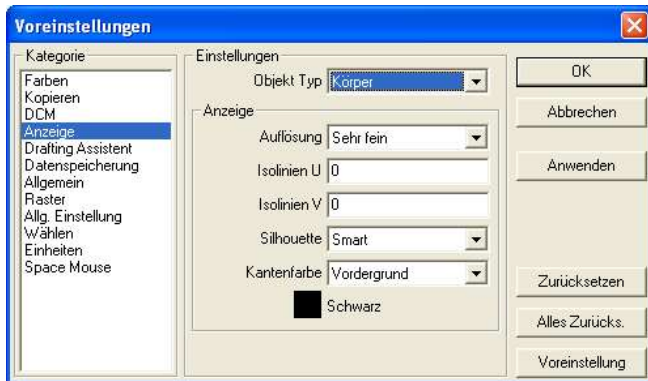 Voreinstellungen
Kategorie
Farben
Kopieren
DCM
Anzeige
Drafting Assistent
Datenspeicherung
Allgemein
Raster
Allg. Einstellung
Wählen
Einheiten
Space Mouse
Einstellungen
Objekt Typ Körper
Anzeige
Auflösung Sehr fein
Isolinien U 0
Isolinien V 0
Silhouette Smart
Kantenfarbe Vordergrund
Schwarz
OK
Abbrechen
Anwenden
Zurücksetzen
Alles Zurücks.
Voreinstellung